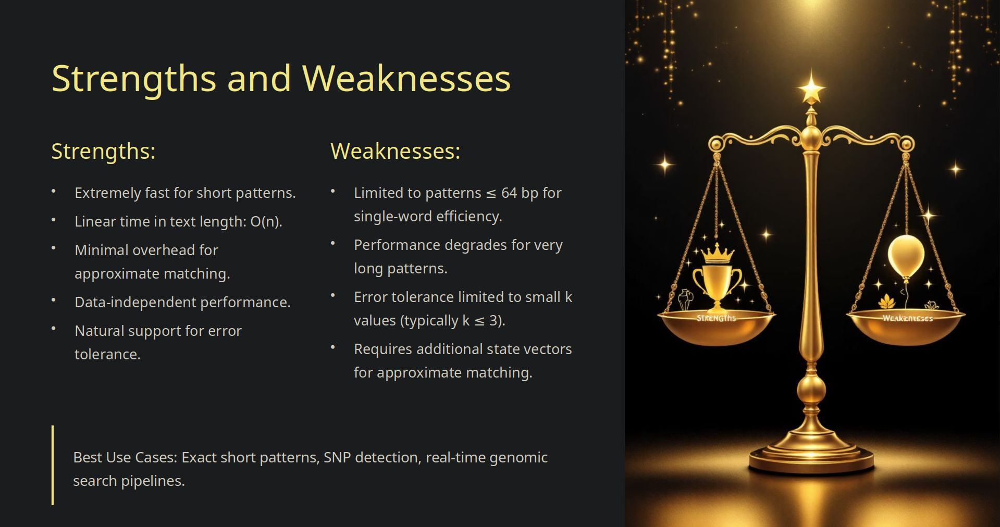 Strengths and Weaknesses
Strengths:
• Extremely fast for short patterns.
• Linear time in text length: O(n).
• Minimal overhead for
approximate matching.
• Data-independent performance.
• Natural support for error
tolerance.
Weaknesses:
• Limited to patterns ≤ 64 bp for
single-word efficiency.
• Performance degrades for very
long patterns.
• Error tolerance limited to small k
values (typically k ≤ 3).
• Requires additional state vectors
for approximate matching.
Best Use Cases: Exact short patterns, SNP detection, real-time genomic
search pipelines.
STRENGThs